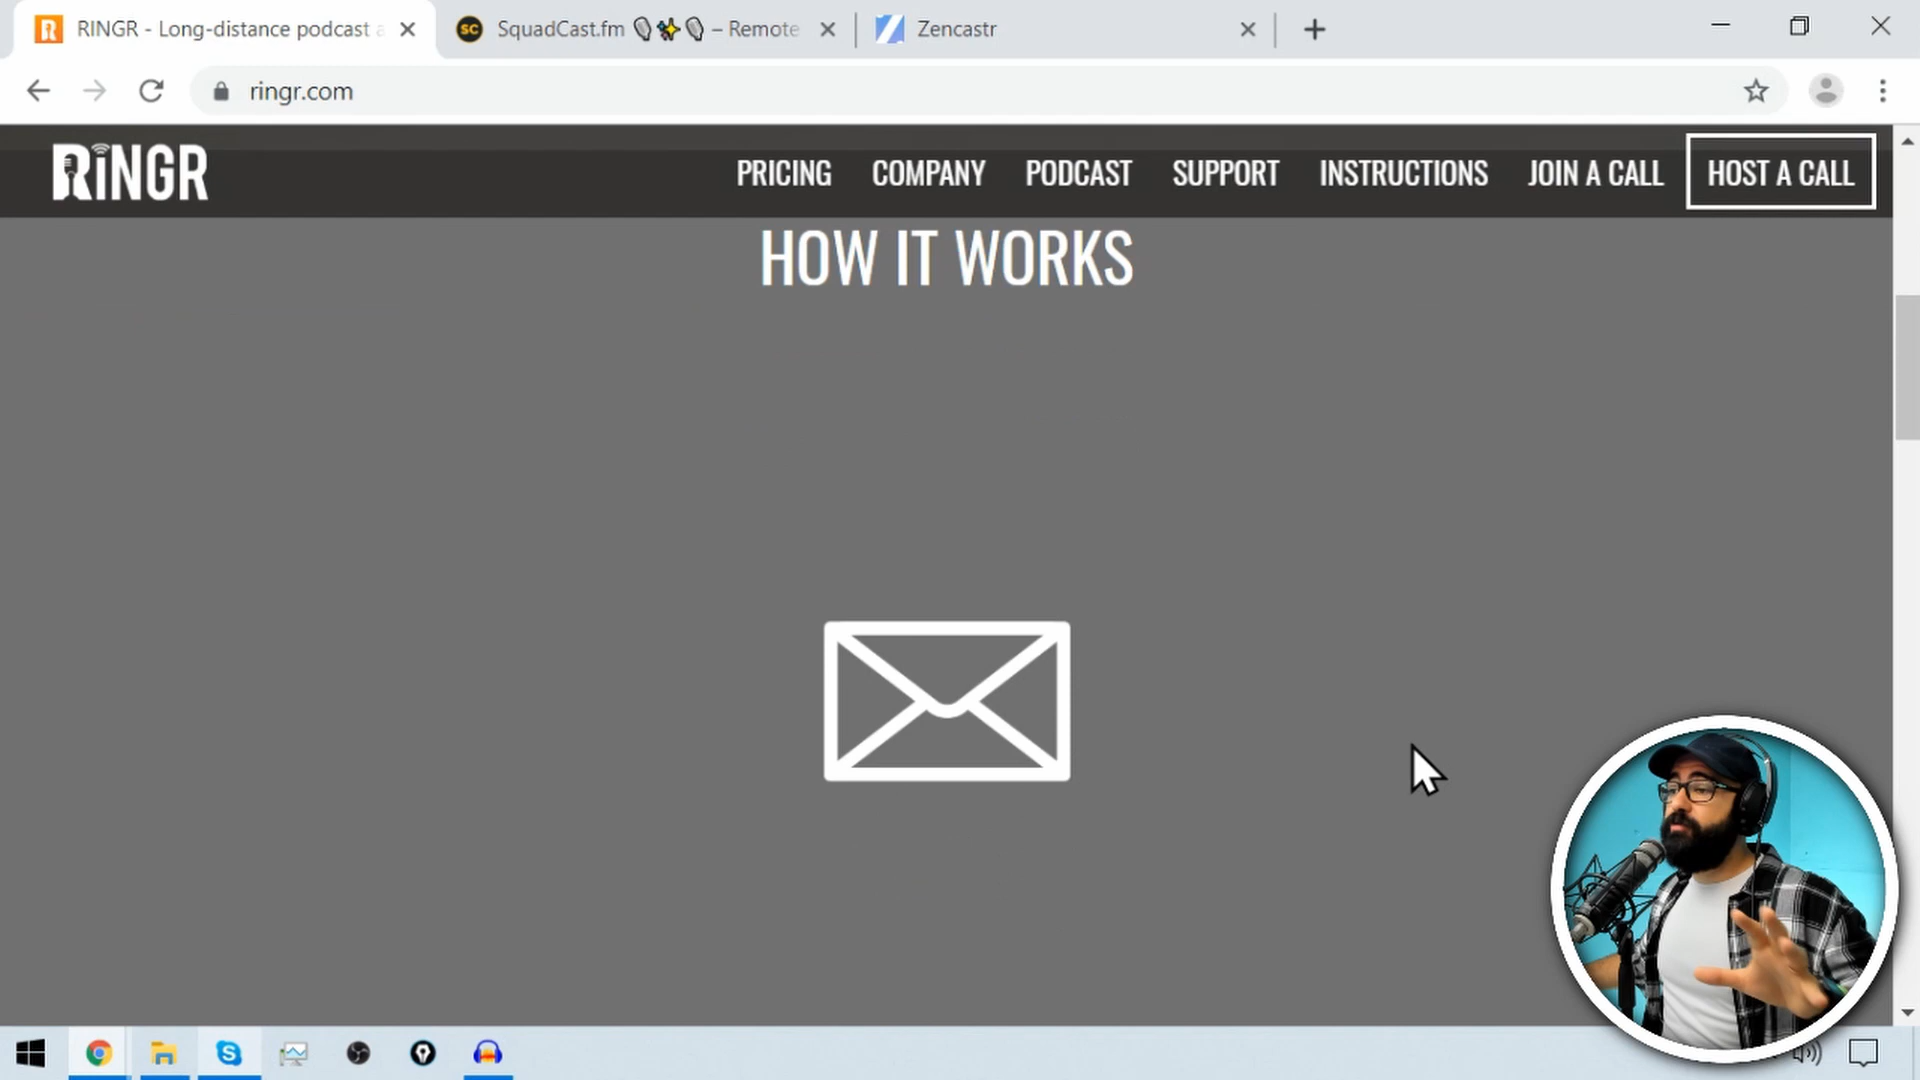 RINGR - Long-distance podcast a
SC
SquadCast.fm 🎙✨🎙 – Remote
Zencastr
ringr.com
RINGR
PRICING
COMPANY
PODCAST
SUPPORT
INSTRUCTIONS
JOIN A CALL
HOST A CALL
HOW IT WORKS